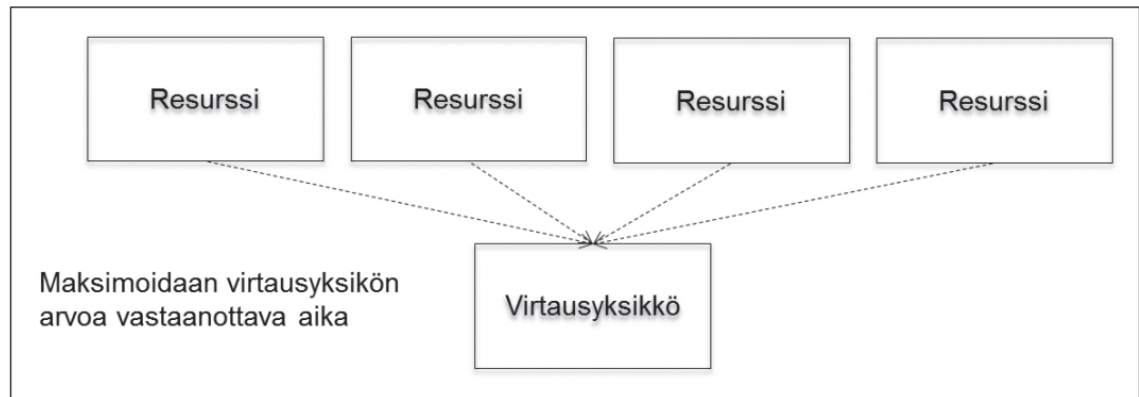 Resurssi
Resurssi
Resurssi
Resurssi
Maksimoidaan virtausyksikön
arvoa vastaanottava aika
Virtausyksikkö